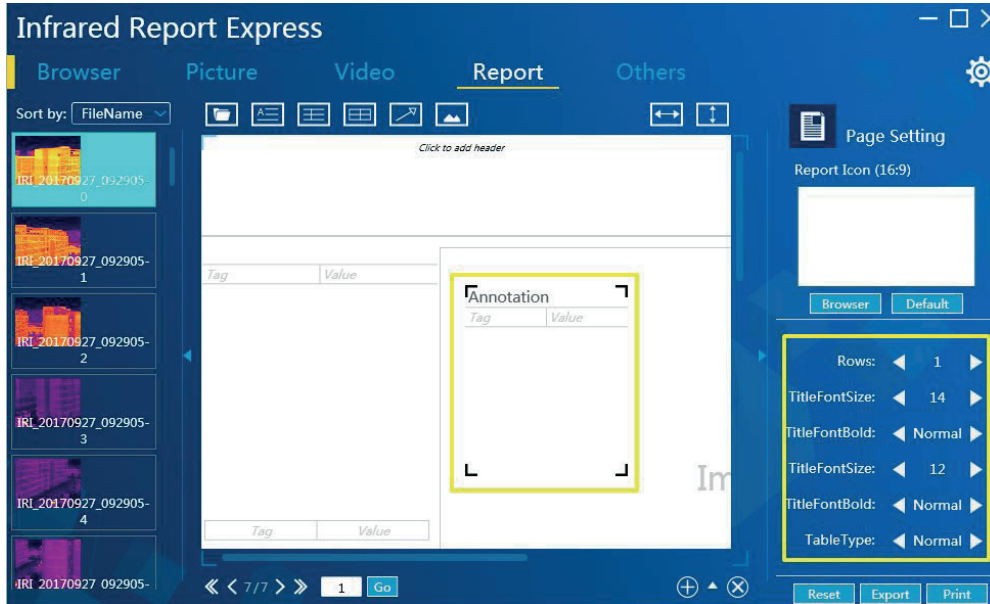 Infrared Report Express
Browser Picture Video Report Others
Sort by: FileName
IRI_20170927_092905-
0
IRI_20170927_092905-
1
IRI_20170927_092905-
2
IRI_20170927_092905-
3
IRI_20170927_092905-
4
IRI_20170927_092905-
Click to add header
Tag Value
Annotation
Tag Value
Im
Tag Value
7/7 1 Go
Page Setting
Report Icon (16:9)
Browser Default
Rows: 1
TitleFontSize: 14
TitleFontBold: Normal
TitleFontSize: 12
TitleFontBold: Normal
TableType: Normal
Reset Export Print